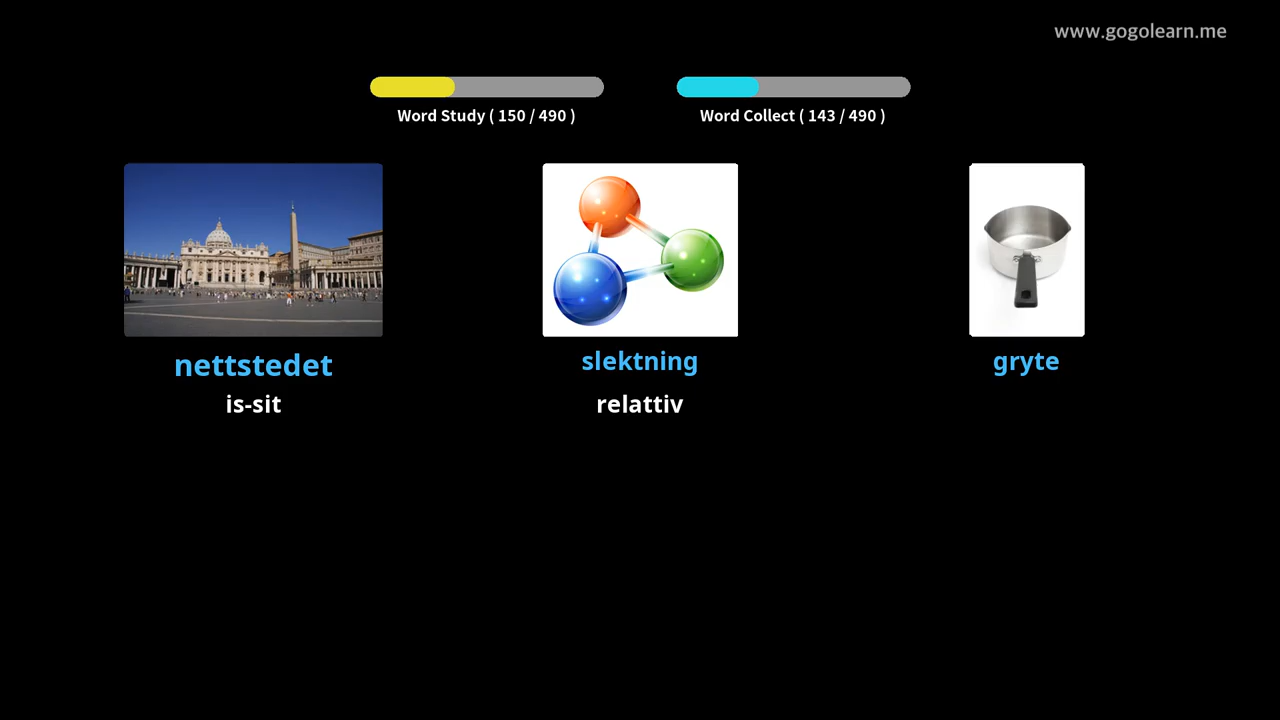 www.gogolearn.me
Word Study ( 150 / 490 )
Word Collect ( 143 / 490 )
nettstedet
slektning
gryte
is-sit
relattiv